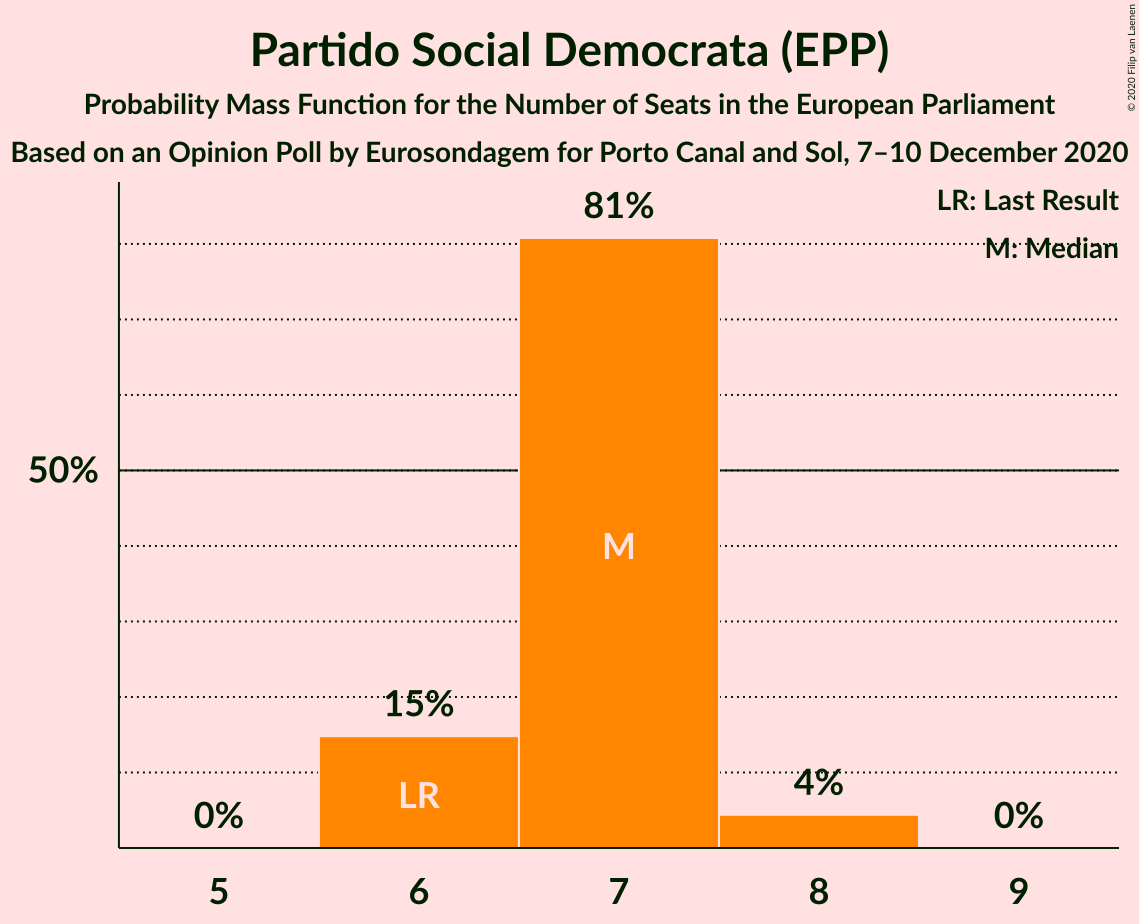 Partido Social Democrata (EPP)
Probability Mass Function for the Number of Seats in the European Parliament
Based on an Opinion Poll by Eurosondagem for Porto Canal and Sol, 7–10 December 2020
© 2020 Filip van Laenen
LR: Last Result
M: Median
81%
50%
M
15%
LR
4%
0%
0%
5 6 7 8 9